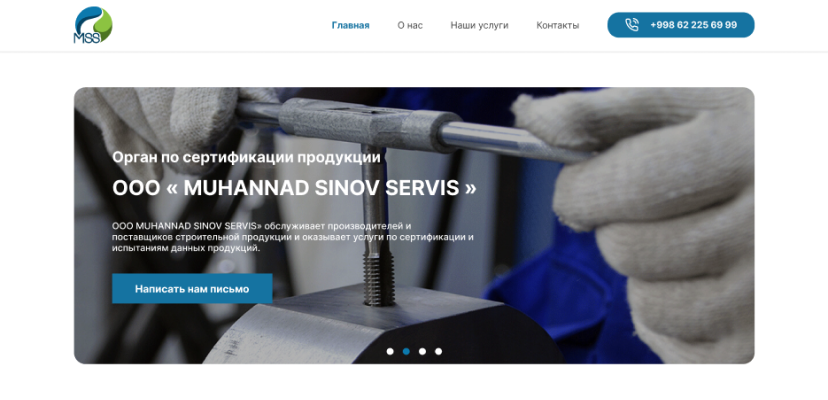 MSS
Главная
О нас
Наши услуги
Контакты
+998 62 225 69 99
Орган по сертификации продукции
ООО « MUHANNAD SINOV SERVIS »
ООО MUHANNAD SINOV SERVIS» обслуживает производителей и
поставщиков строительной продукции и оказывает услуги по сертификации и
испытаниям данных продукций.
Написать нам письмо